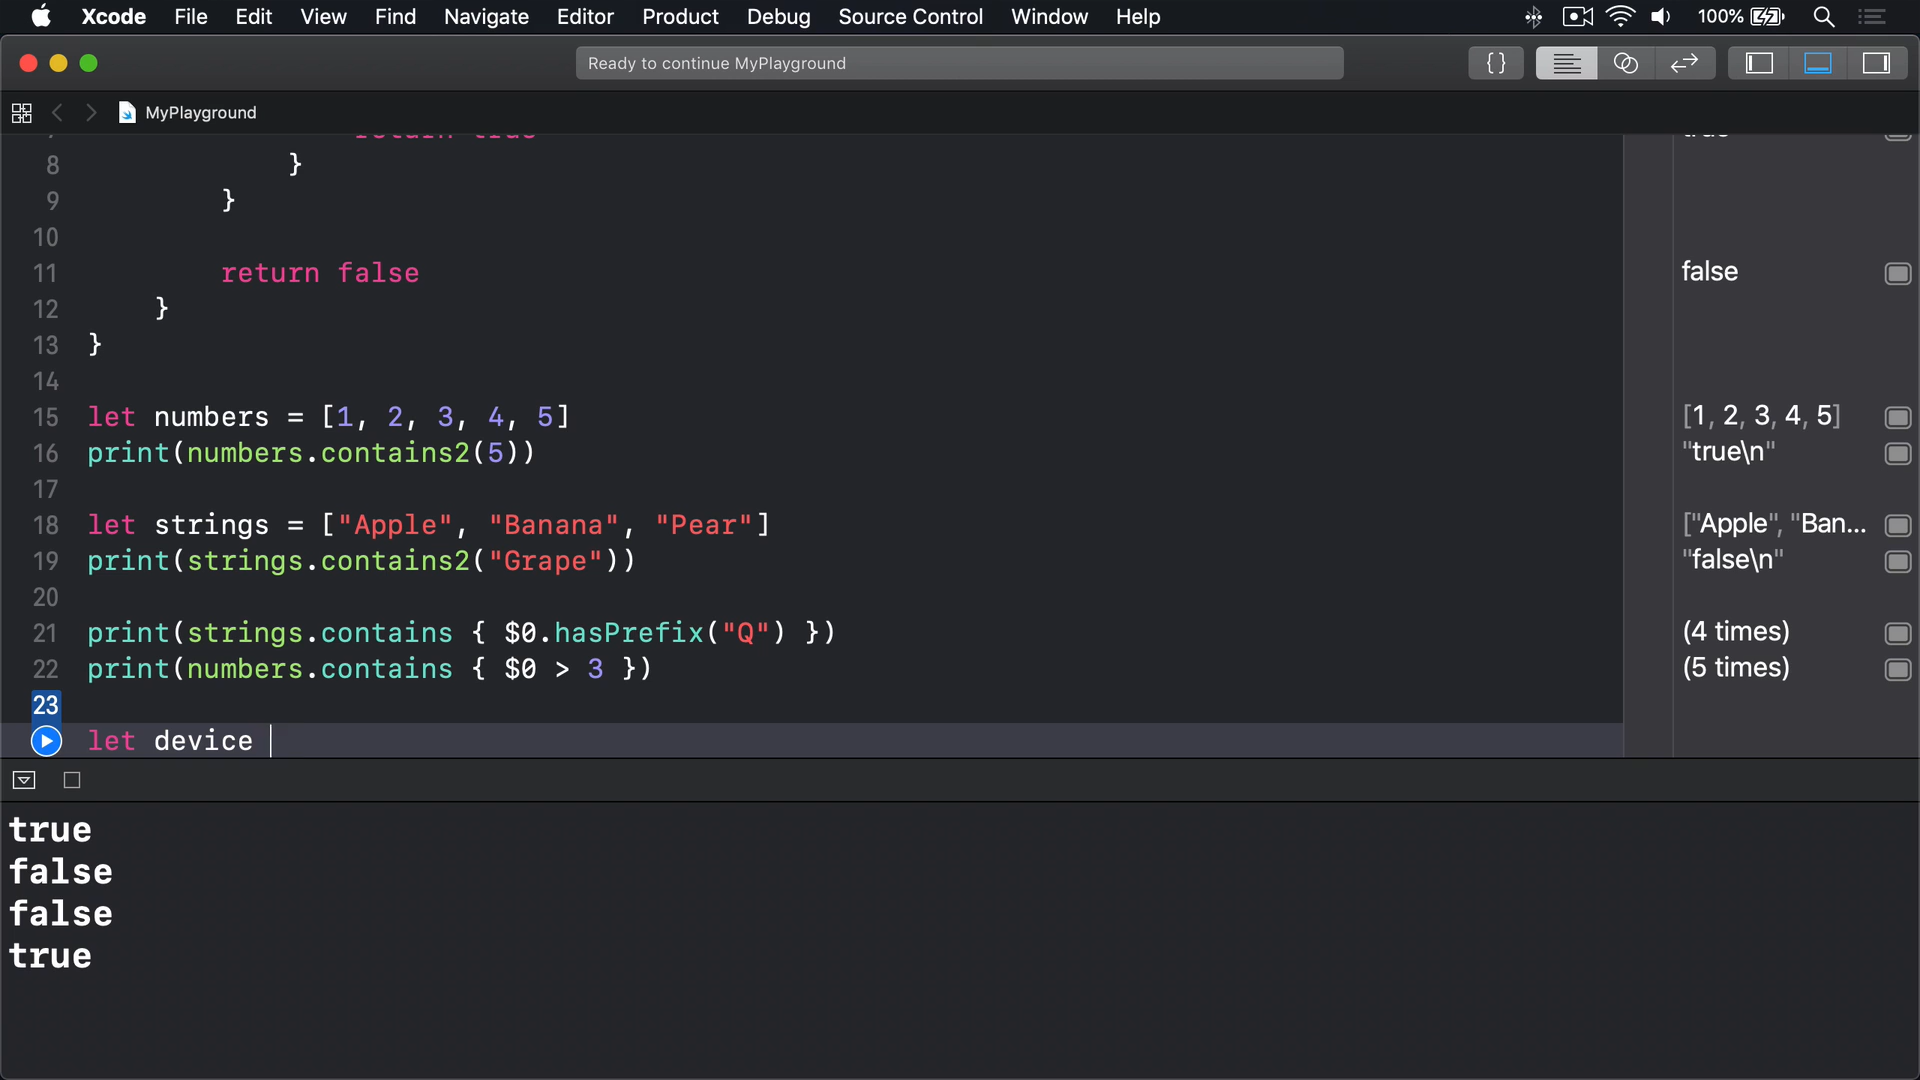 Xcode File Edit View Find Navigate Editor Product Debug Source Control Window Help 100%
Ready to continue MyPlayground {}
MyPlayground
return true true
8 }
9 }
10
11 return false false
12 }
13 }
14
15 let numbers = [1, 2, 3, 4, 5] [1, 2, 3, 4, 5]
16 print(numbers.contains2(5)) "true\n"
17
18 let strings = ["Apple", "Banana", "Pear"] ["Apple", "Ban...
19 print(strings.contains2("Grape")) "false\n"
20
21 print(strings.contains { $0.hasPrefix("Q") }) (4 times)
22 print(numbers.contains { $0 > 3 }) (5 times)
23
let device
true
false
false
true